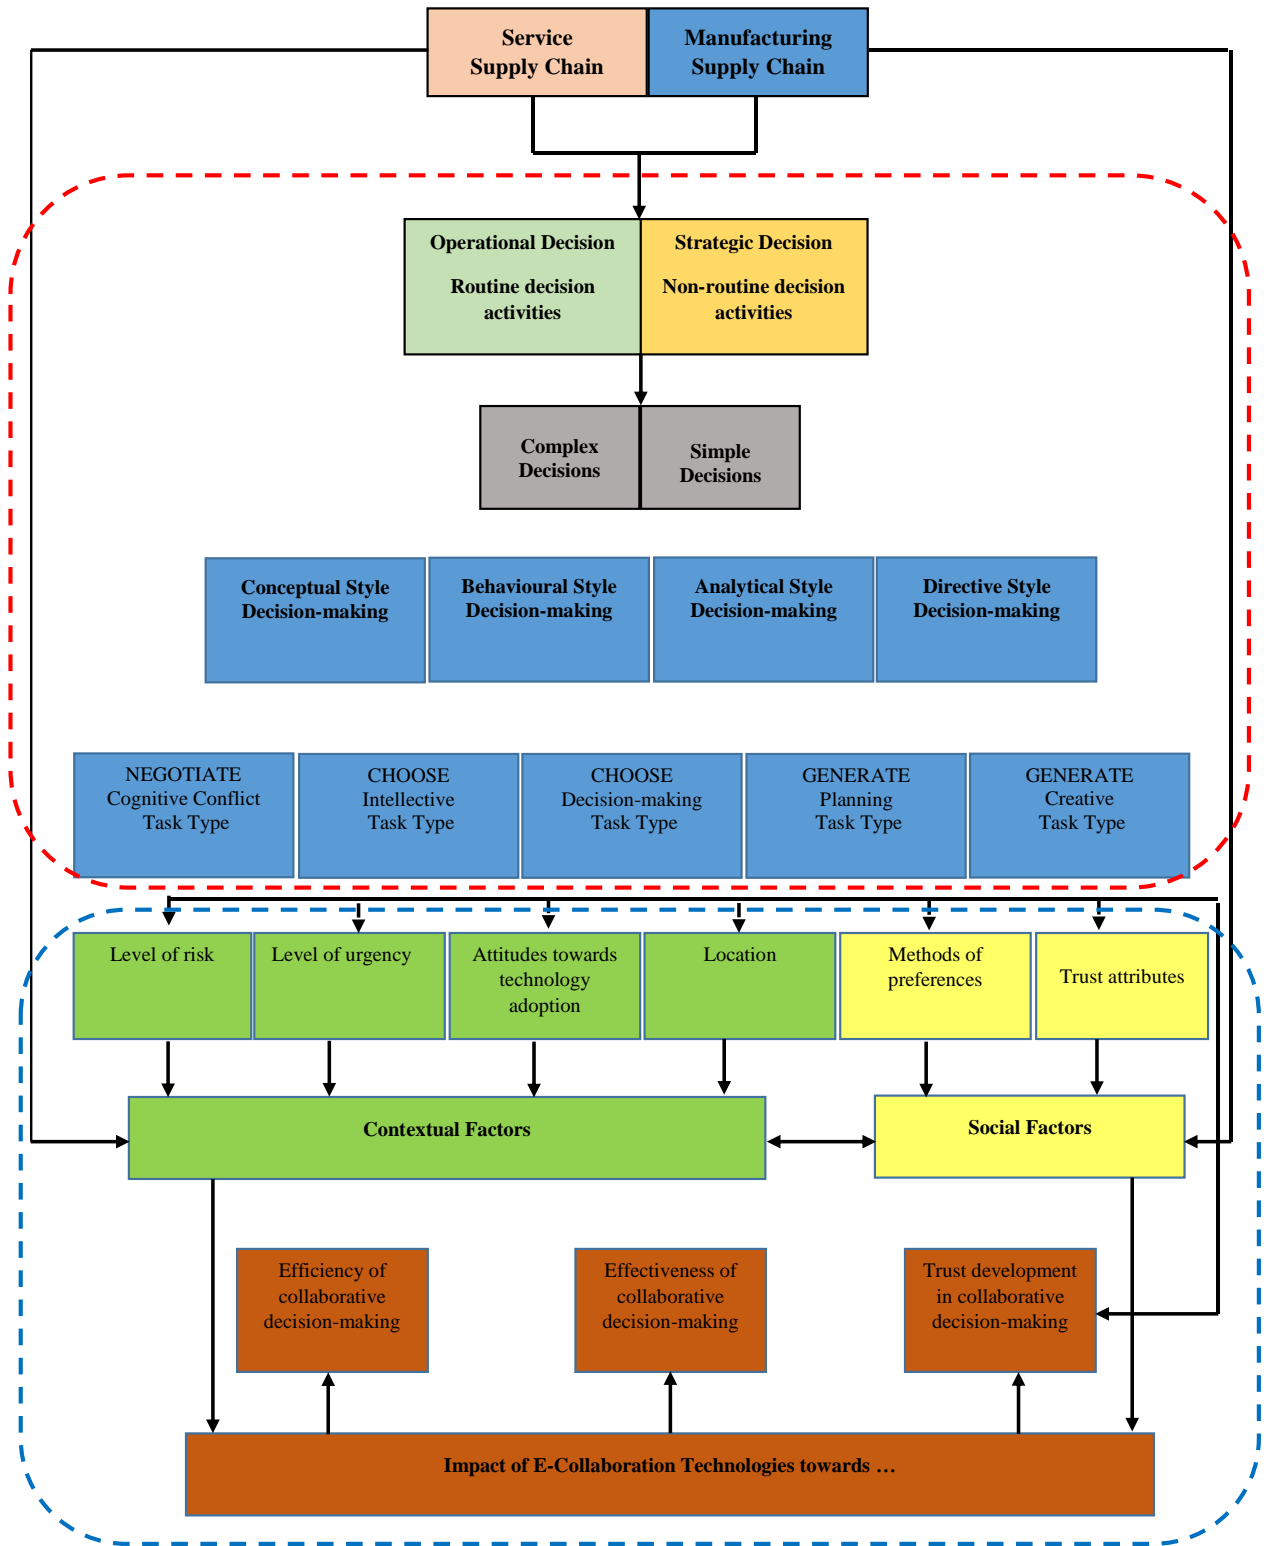 Service
Supply Chain
Manufacturing
Supply Chain
Operational Decision
Routine decision
activities
Strategic Decision
Non-routine decision
activities
Complex
Decisions
Simple
Decisions
Conceptual Style
Decision-making
Behavioural Style
Decision-making
Analytical Style
Decision-making
Directive Style
Decision-making
NEGOTIATE
Cognitive Conflict
Task Type
CHOOSE
Intellective
Task Type
CHOOSE
Decision-making
Task Type
GENERATE
Planning
Task Type
GENERATE
Creative
Task Type
Level of risk
Level of urgency
Attitudes towards
technology
adoption
Location
Methods of
preferences
Trust attributes
Contextual Factors
Social Factors
Efficiency of
collaborative
decision-making
Effectiveness of
collaborative
decision-making
Trust development
in collaborative
decision-making
Impact of E-Collaboration Technologies towards …